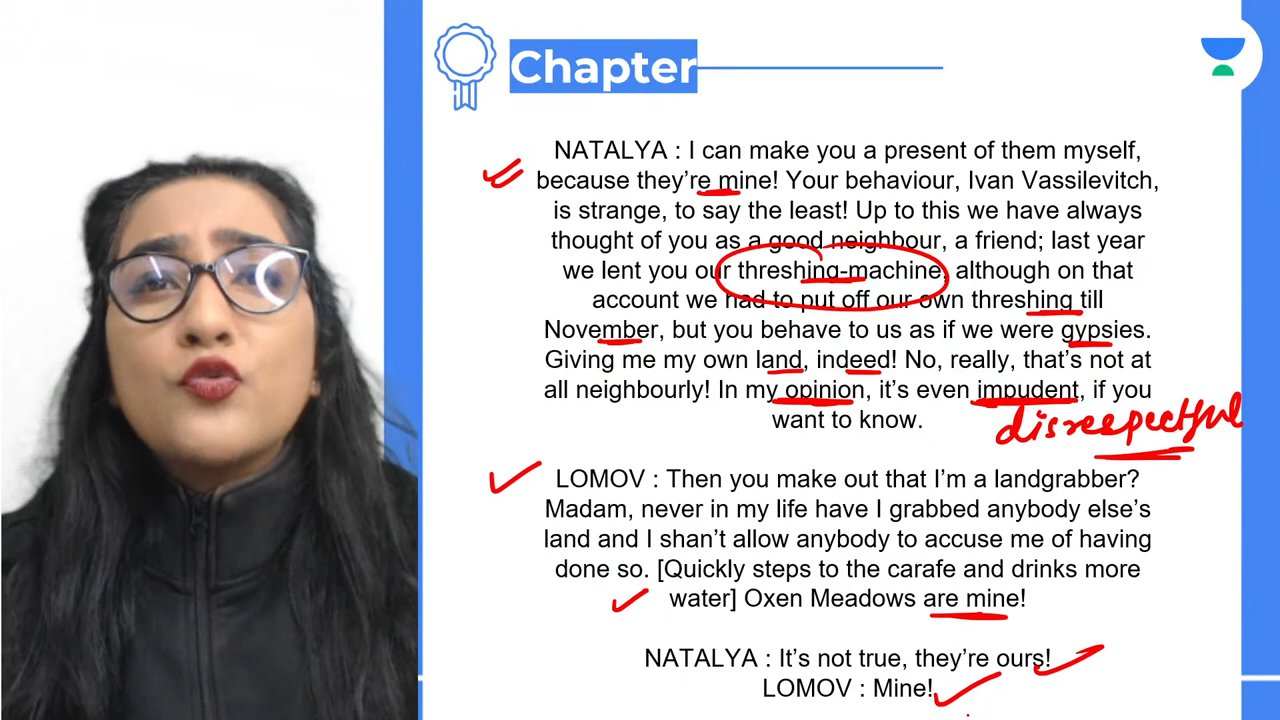 Chapter
NATALYA : I can make you a present of them myself,
because they're mine! Your behaviour, Ivan Vassilevitch,
is strange, to say the least! Up to this we have always
thought of you as a good neighbour, a friend; last year
we lent you our threshing-machine, although on that
account we had to put off our own threshing till
November, but you behave to us as if we were gypsies.
Giving me my own land, indeed! No, really, that's not at
all neighbourly! In my opinion, it's even impudent, if you
want to know.
disrespectful
LOMOV : Then you make out that I'm a landgrabber?
Madam, never in my life have I grabbed anybody else's
land and I shan't allow anybody to accuse me of having
done so. [Quickly steps to the carafe and drinks more
water] Oxen Meadows are mine!
NATALYA : It's not true, they're ours!
LOMOV : Mine!